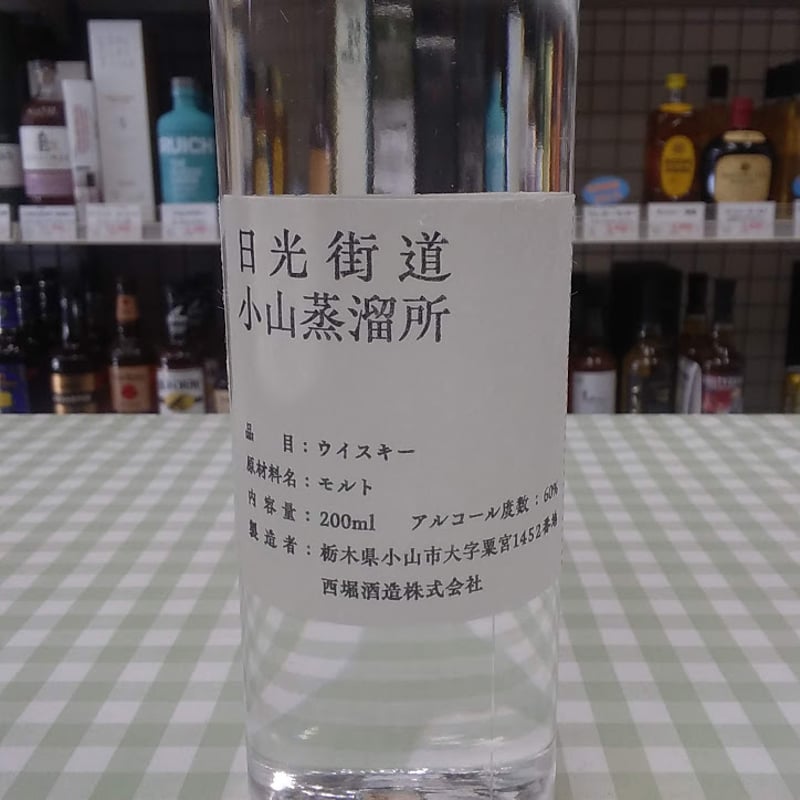 日光街道
小山蒸溜所
品目：ウイスキー
原材料名：モルト
内容量：200ml アルコール度数：60%
製造者：栃木県小山市大字粟宮1452番地
西堀酒造株式会社